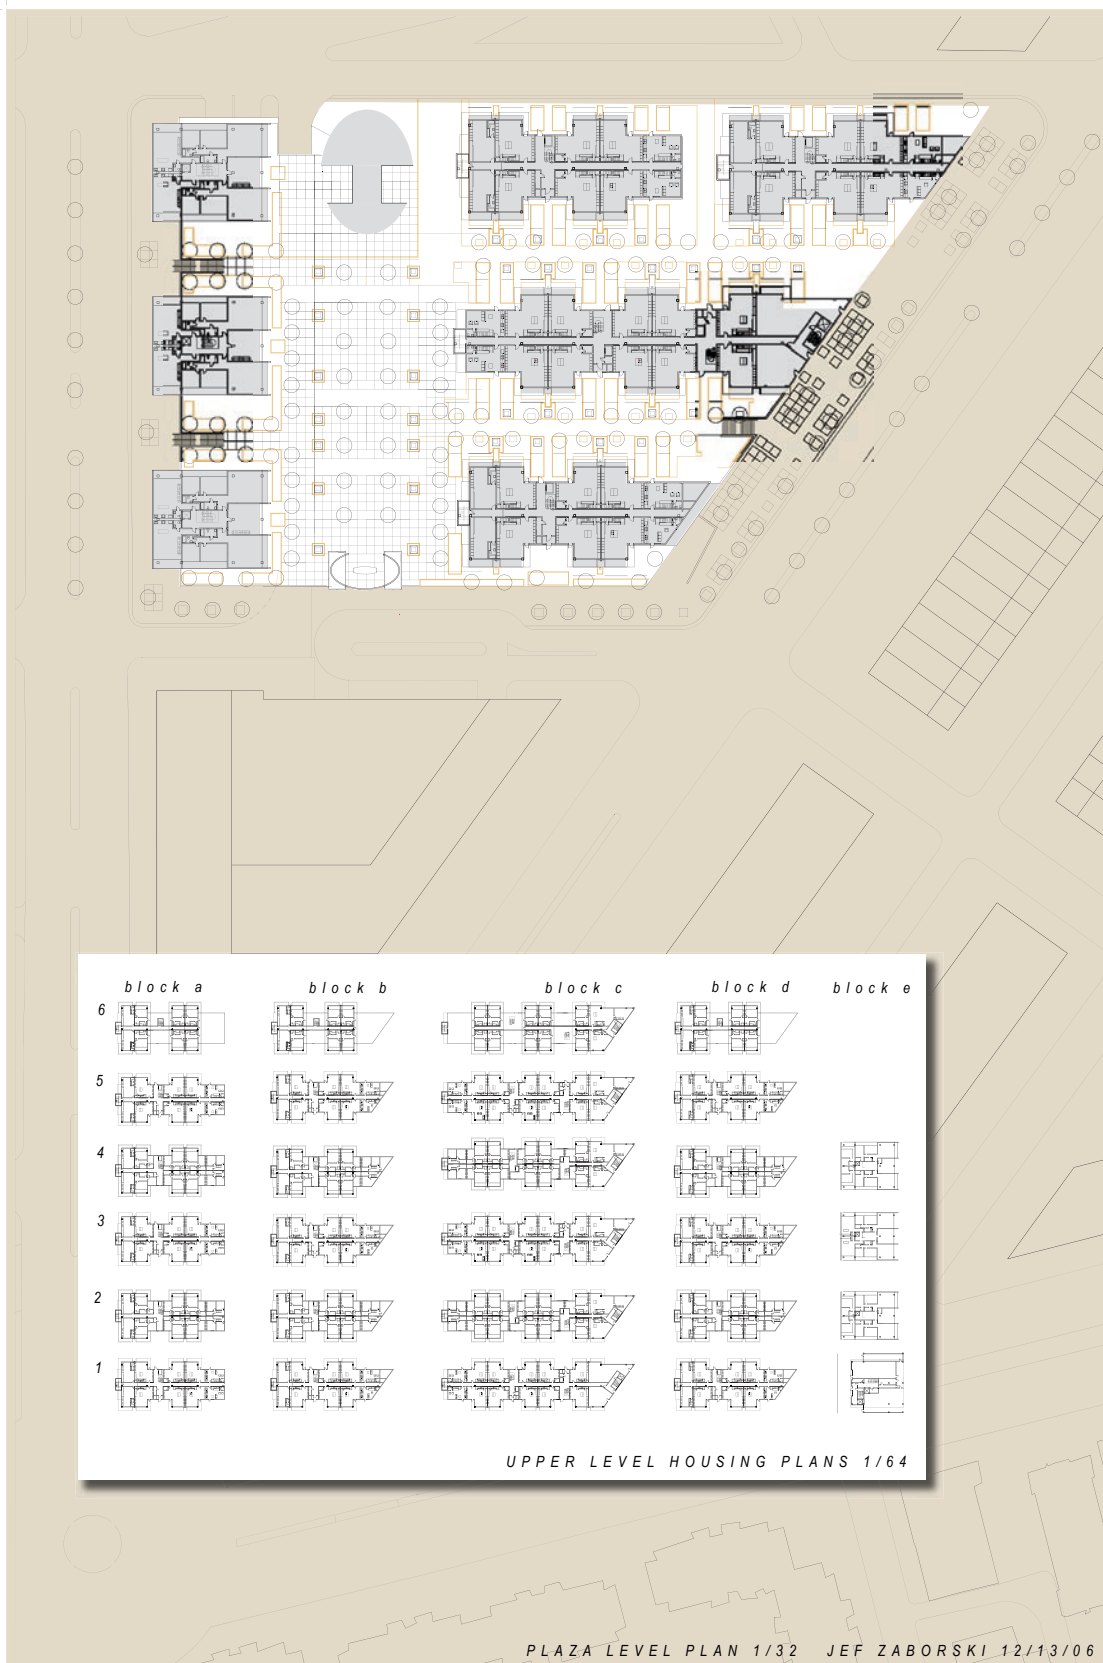 block a block b block c block d block e
6
5
4
3
2
1
UPPER LEVEL HOUSING PLANS 1/64
PLAZA LEVEL PLAN 1/32 JEF ZABORSKI 12/13/06